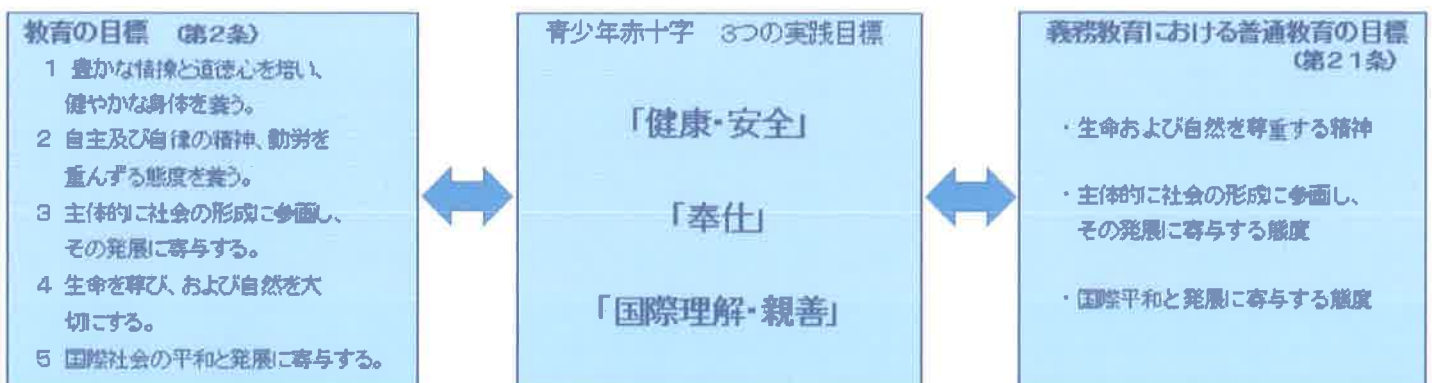 教育の目標　(第2条)
1 豊かな情操と道徳心を培い、
健やかな身体を養う。
2 自主及び自律の精神、勤労を
重んずる態度を養う。
3 主体的に社会の形成に参画し、
その発展に寄与する。
4 生命を尊び、および自然を大
切にする。
5 国際社会の平和と発展に寄与する。
青少年赤十字　3つの実践目標
「健康・安全」
「奉仕」
「国際理解・親善」
義務教育における普通教育の目標
(第21条)
・生命および自然を尊重する精神
・主体的に社会の形成に参画し、
その発展に寄与する態度
・国際平和と発展に寄与する態度